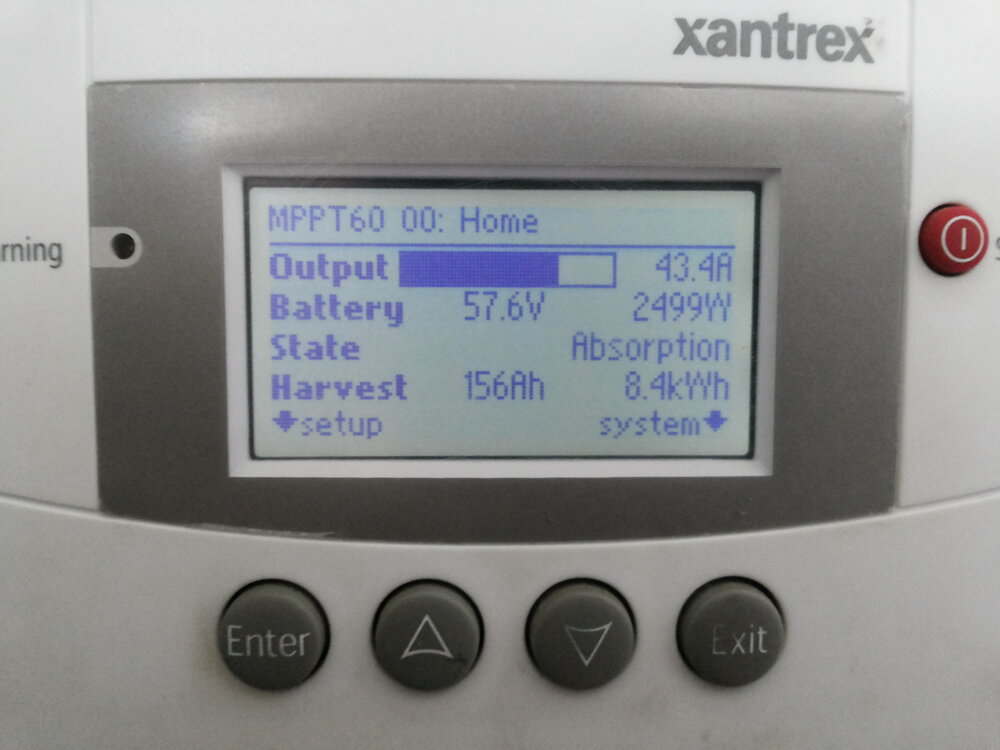 xantrex
MPPT60 00: Home
rning
Output 43.4A
Battery 57.6V 2499W
State Absorption
Harvest 156Ah 8.4kWh
setup system
Enter Exit